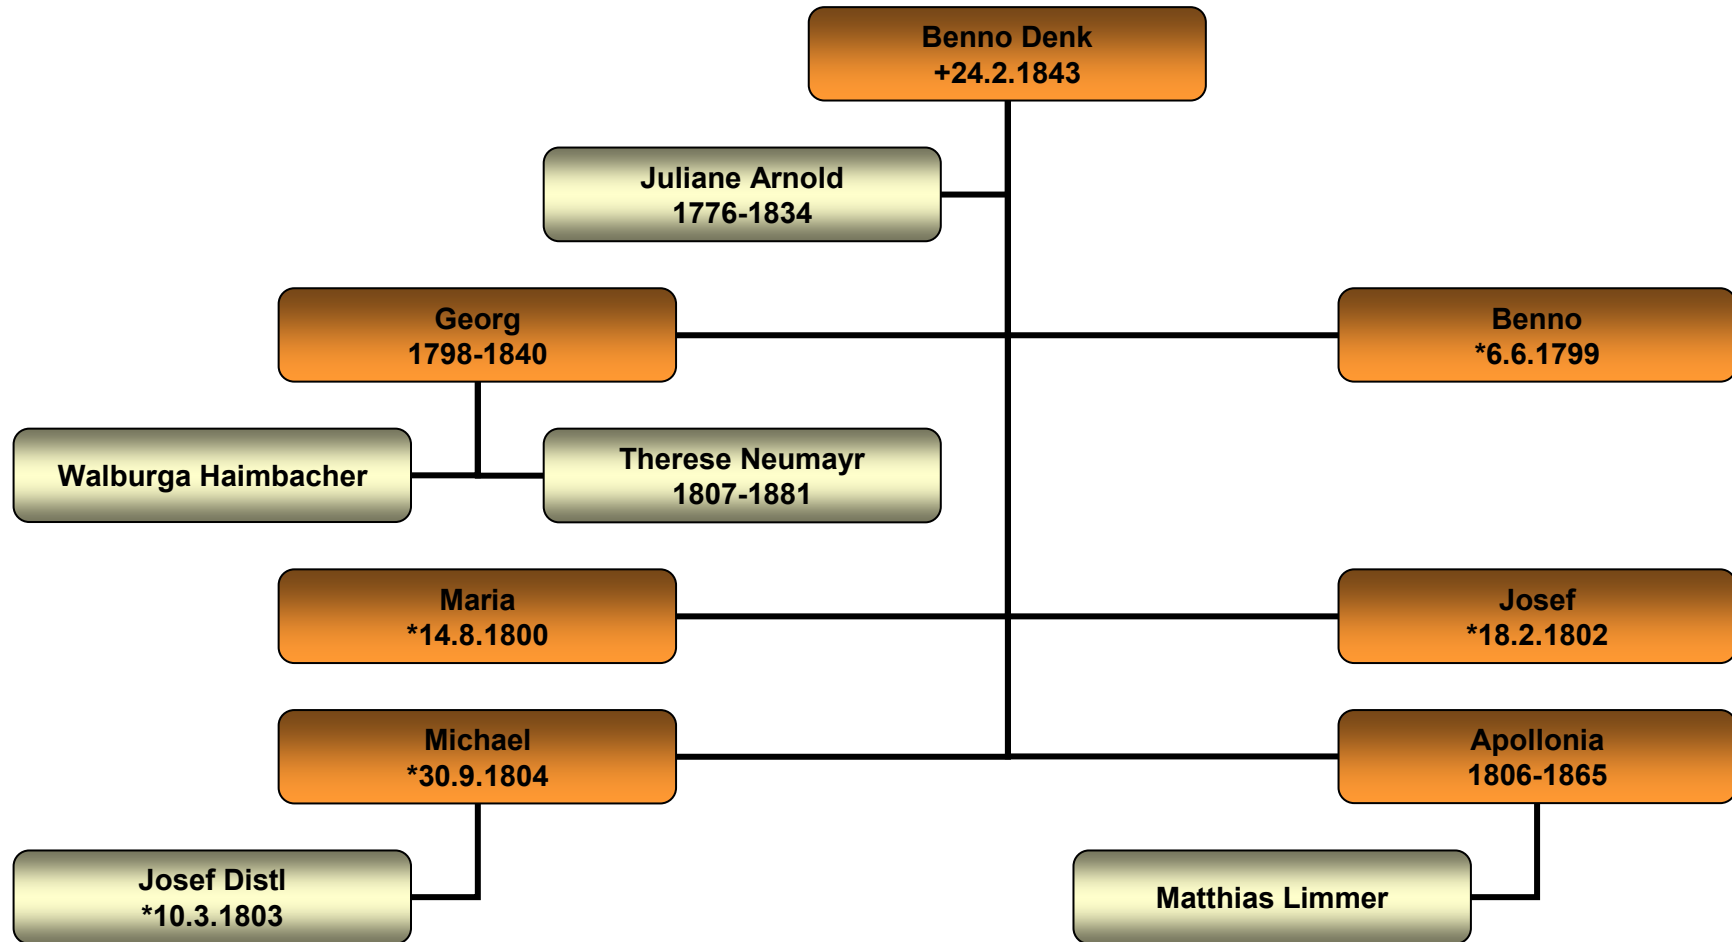 Benno Denk
+24.2.1843
Juliane Arnold
1776-1834
Georg
1798-1840
Benno
*6.6.1799
Walburga Haimbacher
Therese Neumayr
1807-1881
Maria
*14.8.1800
Josef
*18.2.1802
Michael
*30.9.1804
Apollonia
1806-1865
Josef Distl
*10.3.1803
Matthias Limmer